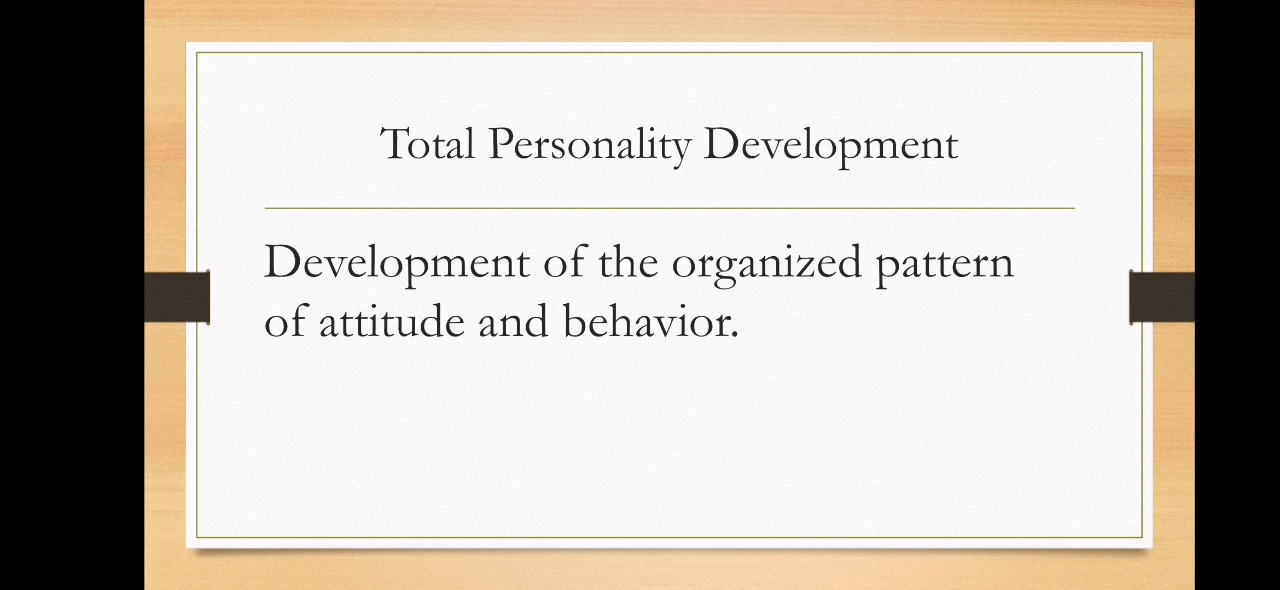 Total Personality Development
Development of the organized pattern
of attitude and behavior.